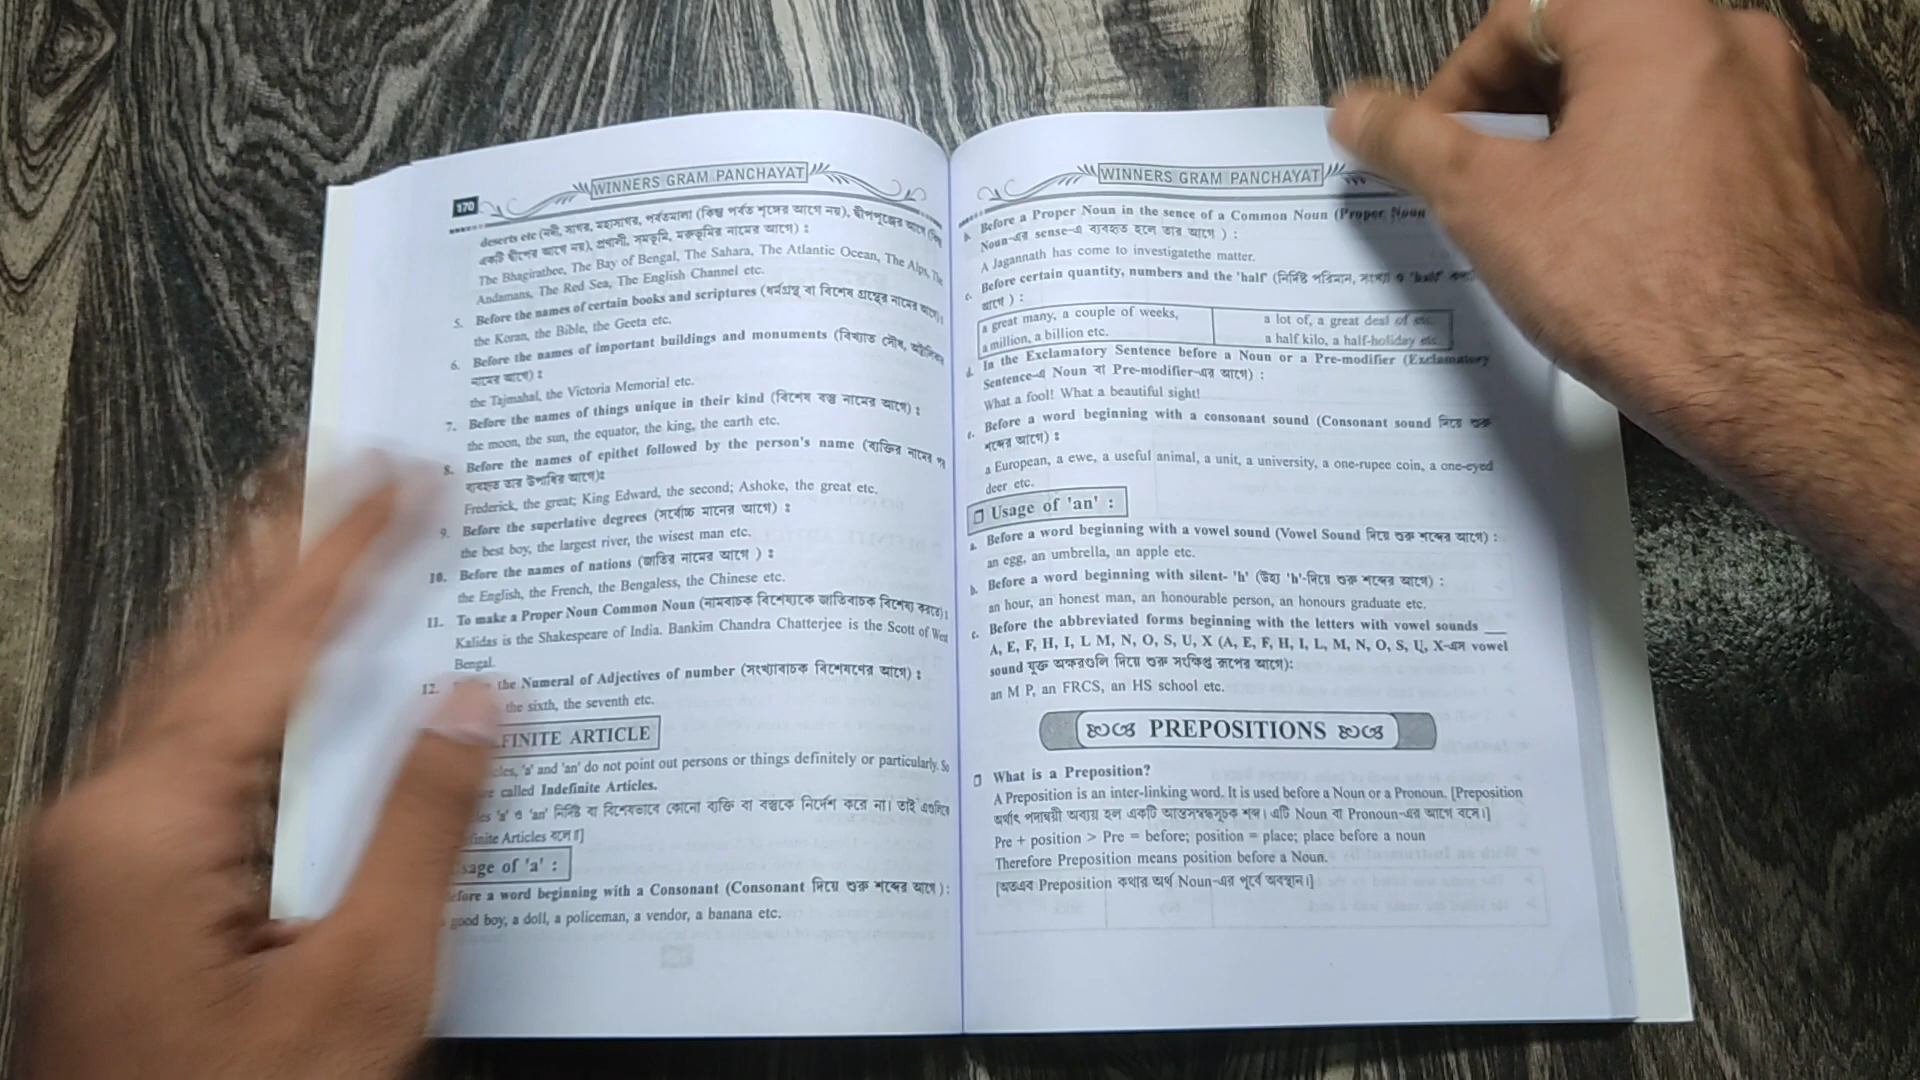 170
WINNERS GRAM PANCHAYAT
deserts etc (নদী, সাগর, মহাসাগর, পর্বতমালা (কিন্তু পর্বত শৃঙ্গের আগে নয়), দ্বীপপুঞ্জের আগে (কিন্তু
একটি দ্বীপের আগে নয়), প্রণালী, সমভূমি, মরুভূমির নামের আগে) :
The Bhagirathee, The Bay of Bengal, The Sahara, The Atlantic Ocean, The Alps, The
Andamans, The Red Sea, The English Channel etc.
5. Before the names of certain books and scriptures (ধর্মগ্রন্থ বা বিশেষ গ্রন্থের নামের আগে) :
the Koran, the Bible, the Geeta etc.
6. Before the names of important buildings and monuments (বিখ্যাত সৌধ, অট্টালিকার
নামের আগে) :
the Tajmahal, the Victoria Memorial etc.
7. Before the names of things unique in their kind (বিশেষ বস্তু নামের আগে) :
the moon, the sun, the equator, the king, the earth etc.
8. Before the names of epithet followed by the person's name (ব্যক্তির নামের পর
ব্যবহৃত তার উপাধির আগে):
Frederick, the great; King Edward, the second; Ashoke, the great etc.
9. Before the superlative degrees (সর্বোচ্চ মানের আগে) :
the best boy, the largest river, the wisest man etc.
10. Before the names of nations (জাতির নামের আগে ) :
the English, the French, the Bengaless, the Chinese etc.
11. To make a Proper Noun Common Noun (নামবাচক বিশেষ্যকে জাতিবাচক বিশেষ্য করতে) :
Kalidas is the Shakespeare of India. Bankim Chandra Chatterjee is the Scott of West
Bengal.
12. the Numeral of Adjectives of number (সংখ্যাবাচক বিশেষণের আগে) :
the sixth, the seventh etc.
FINITE ARTICLE
'a' and 'an' do not point out persons or things definitely or particularly. So
called Indefinite Articles.
'a' ও 'an' নির্দিষ্ট বা বিশেষভাবে কোনো ব্যক্তি বা বস্তুকে নির্দেশ করে না। তাই এগুলিকে
finite Articles বলে।]
sage of 'a' :
efore a word beginning with a Consonant (Consonant দিয়ে শুরু শব্দের আগে) :
good boy, a doll, a policeman, a vendor, a banana etc.
WINNERS GRAM PANCHAYAT
b. Before a Proper Noun in the sence of a Common Noun (Proper Noun
Noun-এর sense-এ ব্যবহৃত হলে তার আগে ) :
A Jagannath has come to investigatethe matter.
c. Before certain quantity, numbers and the 'half' (নির্দিষ্ট পরিমান, সংখ্যা ও 'half'
আগে ) :
a great many, a couple of weeks,
a million, a billion etc.
a lot of, a great deal of etc.
a half kilo, a half-holiday etc.
d. In the Exclamatory Sentence before a Noun or a Pre-modifier (Exclamatory
Sentence-এ Noun বা Pre-modifier-এর আগে) :
What a fool! What a beautiful sight!
e. Before a word beginning with a consonant sound (Consonant sound দিয়ে শুরু
শব্দের আগে) :
a European, a ewe, a useful animal, a unit, a university, a one-rupee coin, a one-eyed
deer etc.
Usage of 'an' :
a. Before a word beginning with a vowel sound (Vowel Sound দিয়ে শুরু শব্দের আগে) :
an egg, an umbrella, an apple etc.
b. Before a word beginning with silent- 'h' (উহ্য 'h'-দিয়ে শুরু শব্দের আগে) :
an hour, an honest man, an honourable person, an honours graduate etc.
c. Before the abbreviated forms beginning with the letters with vowel sounds __
A, E, F, H, I, L M, N, O, S, U, X (A, E, F, H, I, L, M, N, O, S, U, X-এস vowel
sound যুক্ত অক্ষরগুলি দিয়ে শুরু সংক্ষিপ্ত রূপের আগে):
an M P, an FRCS, an HS school etc.
PREPOSITIONS
What is a Preposition?
A Preposition is an inter-linking word. It is used before a Noun or a Pronoun. [Preposition
অর্থাৎ পদান্বয়ী অব্যয় হল একটি আন্তসম্বন্ধসূচক শব্দ। এটি Noun বা Pronoun-এর আগে বসে।]
Pre + position > Pre = before; position = place; place before a noun
Therefore Preposition means position before a Noun.
[অতএব Preposition কথার অর্থ Noun-এর পূর্বে অবস্থান।]